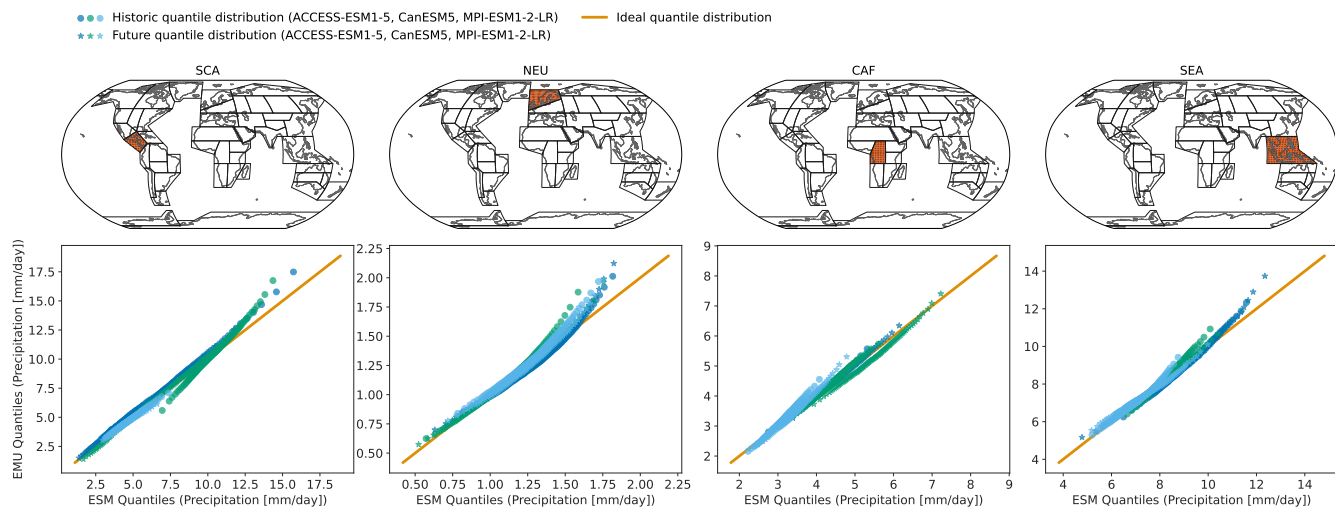 Historic quantile distribution (ACCESS-ESM1-5, CanESM5, MPI-ESM1-2-LR)
Ideal quantile distribution
Future quantile distribution (ACCESS-ESM1-5, CanESM5, MPI-ESM1-2-LR)
SCA
NEU
CAF
SEA
EMU Quantiles (Precipitation [mm/day])
17.5
15.0
12.5
10.0
7.5
5.0
2.5
2.5 5.0 7.5 10.0 12.5 15.0 17.5
ESM Quantiles (Precipitation [mm/day])
2.25
2.00
1.75
1.50
1.25
1.00
0.75
0.50
0.50 0.75 1.00 1.25 1.50 1.75 2.00 2.25
ESM Quantiles (Precipitation [mm/day])
9
8
7
6
5
4
3
2
2 3 4 5 6 7 8 9
ESM Quantiles (Precipitation [mm/day])
14
12
10
8
6
4
4 6 8 10 12 14
ESM Quantiles (Precipitation [mm/day])